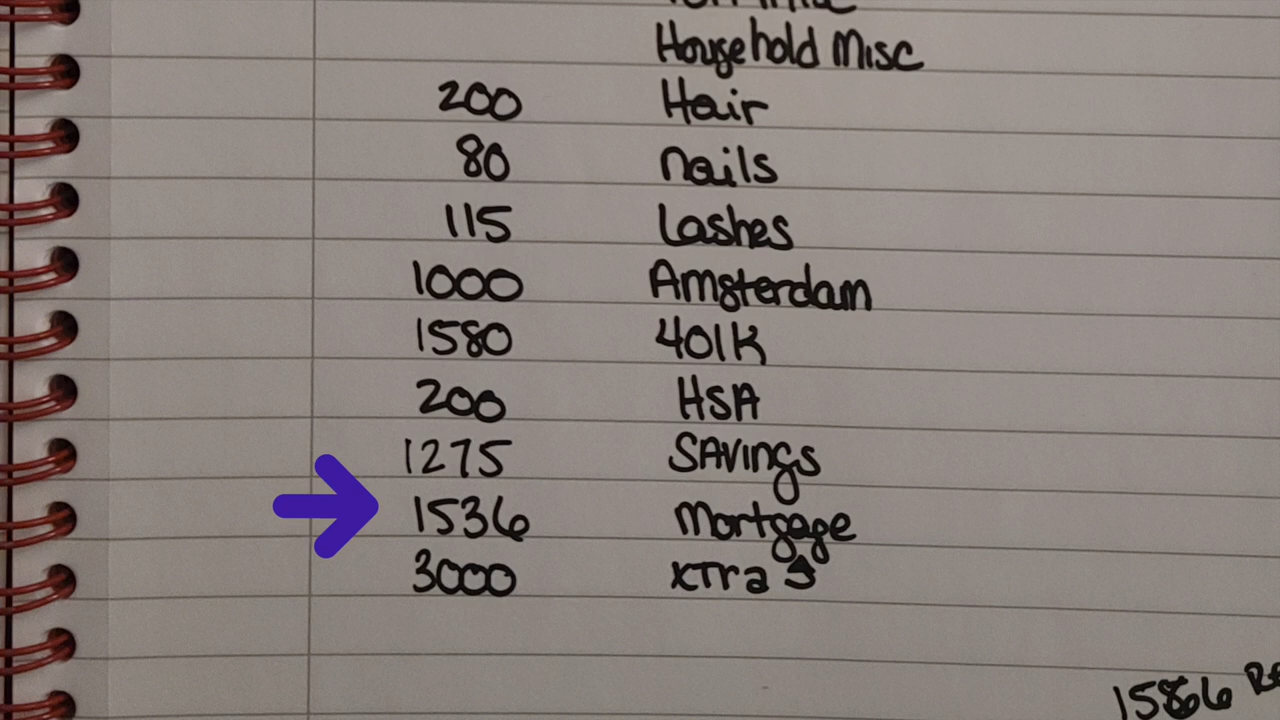 Household Misc
200 Hair
80 nails
115 Lashes
1000 Amsterdam
1580 401K
200 HSA
1275 SAvings
1536 mortgage
3000 xTra